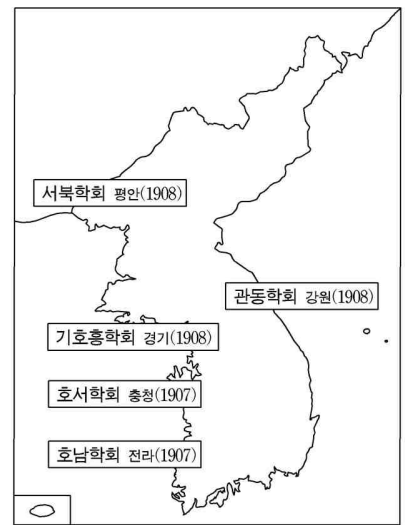 서북학회 평안(1908)
관동학회 강원(1908)
기호흥학회 경기(1908)
호서학회 충청(1907)
호남학회 전라(1907)